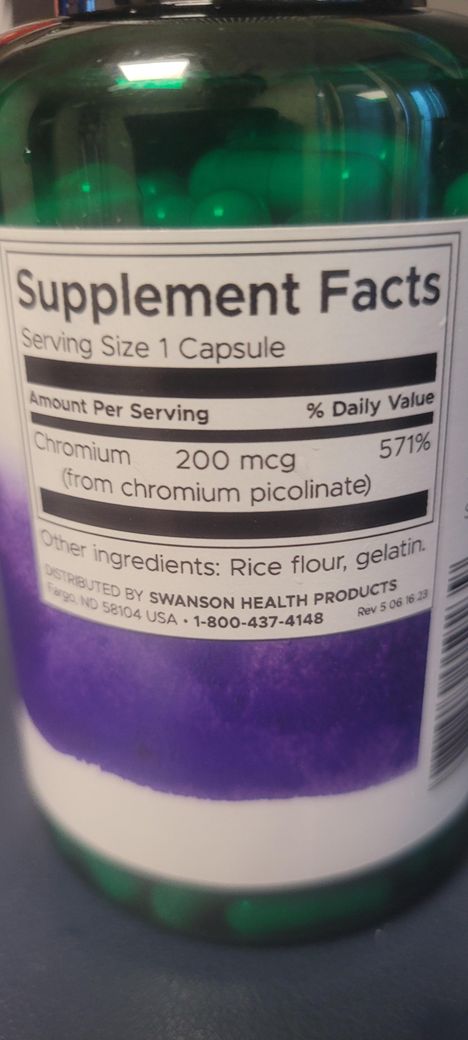 Supplement Facts
Serving Size 1 Capsule
Amount Per Serving % Daily Value
Chromium 200 mcg 571%
(from chromium picolinate)
Other ingredients: Rice flour, gelatin.
DISTRIBUTED BY SWANSON HEALTH PRODUCTS
Fargo, ND 58104 USA • 1-800-437-4148 Rev 5 06 16 23